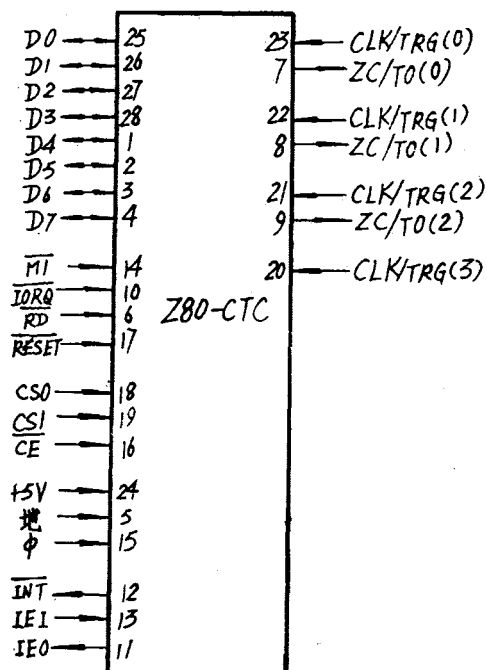 D0 25 23 CLK/TRG(0)
D1 26 7 ZC/TO(0)
D2 27
D3 28 22 CLK/TRG(1)
D4 1 8 ZC/TO(1)
D5 2
D6 3 21 CLK/TRG(2)
D7 4 9 ZC/TO(2)
M1 14 20 CLK/TRG(3)
IORQ 10
RD 6 Z80-CTC
RESET 17
CS0 18
CS1 19
CE 16
+5V 24
地 5
φ 15
INT 12
IEI 13
IEO 11